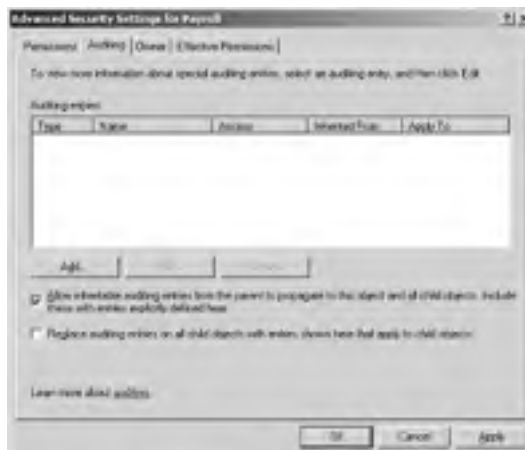 Advanced Security Settings for Payroll
Permissions Auditing Owner Effective Permissions
To view more information about special auditing entries, select an auditing entry, and then click Edit.
Auditing entries:
Type Name Access Inherited From Apply To
Add...
Allow inheritable auditing entries from the parent to propagate to this object and all child objects. Include
these with entries explicitly defined here.
Replace auditing entries on all child objects with entries shown here that apply to child objects
Learn more about auditing.
OK Cancel Apply